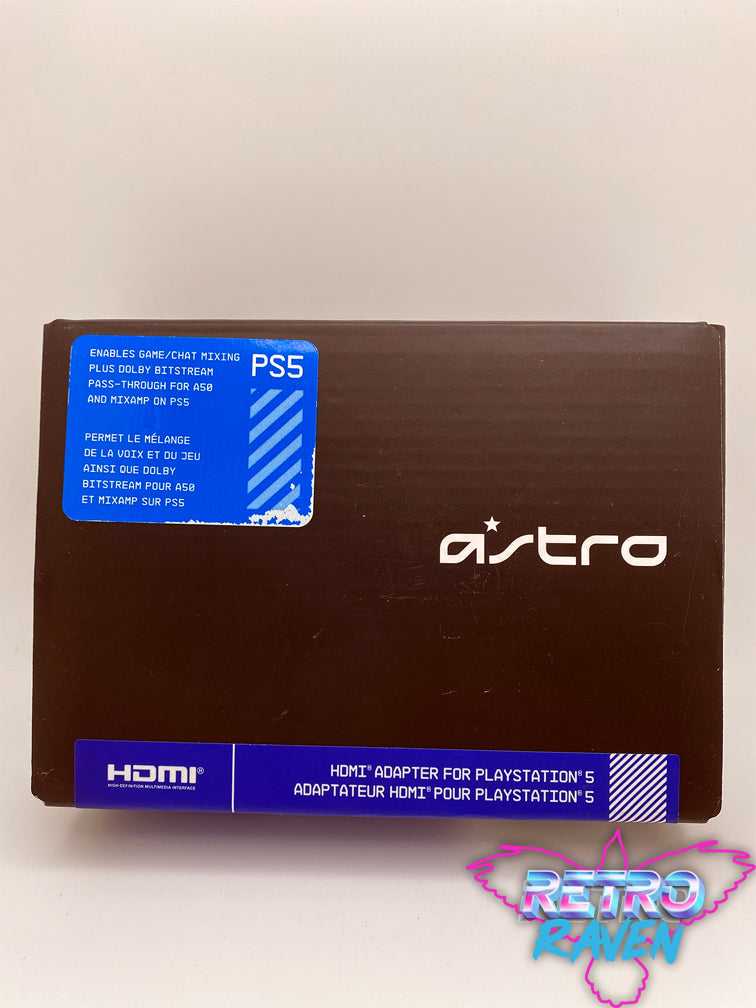 ENABLES GAME/CHAT MIXING
PLUS DOLBY BITSTREAM
PASS-THROUGH FOR A50
AND MIXAMP ON PS5
PS5
PERMET LE MÉLANGE
DE LA VOIX ET DU JEU
AINSI QUE DOLBY
BITSTREAM POUR A50
ET MIXAMP SUR PS5
astro
HDMI®
HIGH-DEFINITION MULTIMEDIA INTERFACE
HDMI® ADAPTER FOR PLAYSTATION® 5
ADAPTATEUR HDMI® POUR PLAYSTATION® 5
RETRO
RAVEN